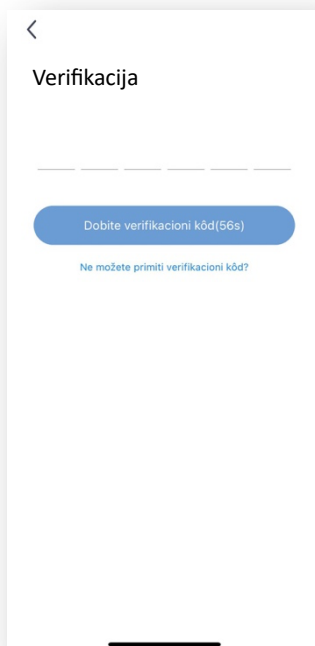 Verifikacija
Dobite verifikacioni kôd(56s)
Ne možete primiti verifikacioni kôd?